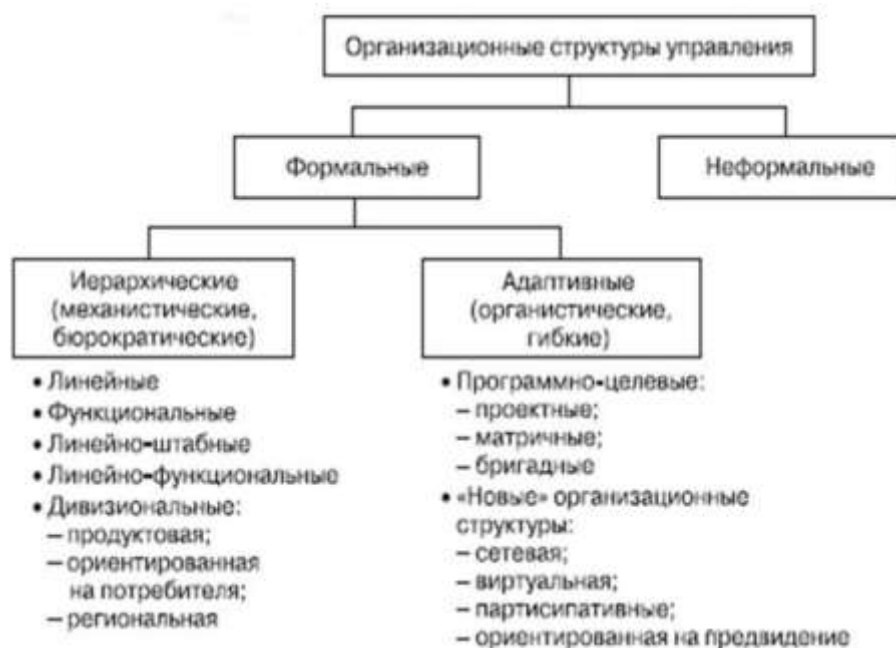 Организационные структуры управления
Формальные
Неформальные
Иерархические
(механистические,
бюрократические)
• Линейные
• Функциональные
• Линейно-штабные
• Линейно-функциональные
• Дивизиональные:
– продуктовая;
– ориентированная
на потребителя;
– региональная
Адаптивные
(органистические,
гибкие)
• Программно-целевые:
– проектные;
– матричные;
– бригадные
• «Новые» организационные
структуры:
– сетевая;
– виртуальная;
– партисипативные;
– ориентированная на предвидение